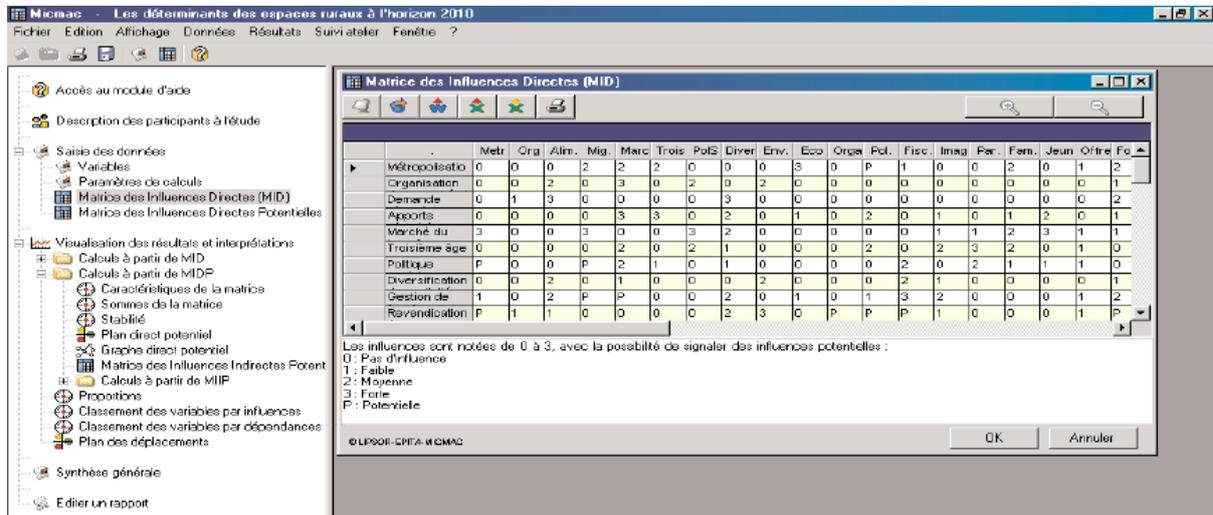 Micmac - Les déterminants des espaces ruraux à l'horizon 2010
Fichier Edition Affichage Données Résultats Suivi atelier Fenêtre ?
Accès au module d'aide
Description des participants à l'étude
Saisie des données
Variables
Paramètres de calculs
Matrice des Influences Directes (MID)
Matrice des Influences Directes Potentielles
Visualisation des résultats et interprétations
Calculs à partir de MID
Calculs à partir de MIDP
Caractéristiques de la matrice
Sommes de la matrice
Stabilité
Plan direct potentiel
Graphe direct potentiel
Matrice des Influences Indirectes Potent
Calculs à partir de MIIP
Proportions
Classement des variables par influences
Classement des variables par dépendances
Plan des déplacements
Synthèse générale
Editer un rapport
Matrice des Influences Directes (MID)
. Metr Org Alim. Mig. Marc Trois PolS Diver Env. Eco Orga Pol. Fisc. Imag Par. Fam. Jeun Offre Fo
Métropolisatio 0 0 0 2 2 2 0 0 0 3 0 P 1 0 0 2 0 1 2
Organisation 0 0 2 0 3 0 2 0 2 0 0 0 0 0 0 0 0 0 1
Demande 0 1 3 0 0 0 0 3 0 0 0 0 0 0 0 0 0 0 2
Apports 0 0 0 0 3 3 0 2 0 1 0 2 0 1 0 1 2 0 1
Marché du 3 0 0 3 0 0 3 2 0 0 0 0 0 1 1 2 3 1 1
Troisième âge 0 0 0 0 2 0 2 1 0 0 0 2 0 2 3 2 0 1 0
Politique P 0 0 P 2 1 0 1 0 0 0 0 2 0 2 1 1 1 0
Diversification 0 0 2 0 1 0 0 0 2 0 0 0 2 1 0 0 0 0 1
Gestion de 1 0 2 P P 0 0 2 0 1 0 1 3 2 0 0 0 1 2
Revendication P 1 1 0 0 0 0 2 3 0 P P P 1 0 0 0 1 P
Les influences sont notées de 0 à 3, avec la possibilté de signaler des influences potentielles :
0 : Pas d'influence
1 : Faible
2 : Moyenne
3 : Forte
P : Potentielle
© LIPSOR-EPITA-MICMAC
OK Annuler